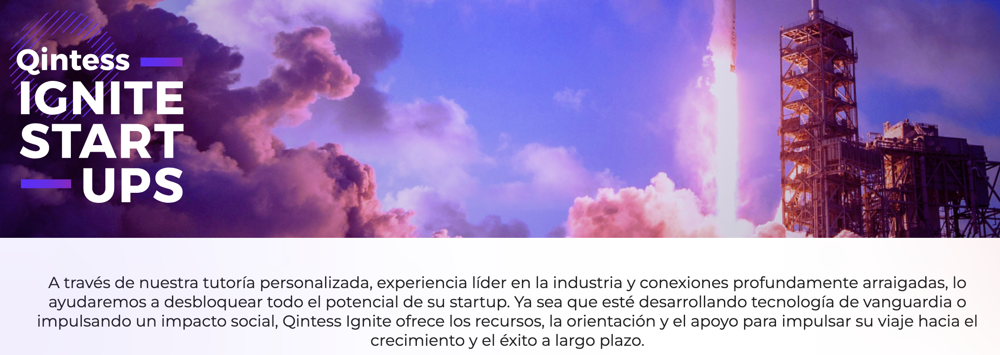 Qintess
IGNITE
START
UPS
A través de nuestra tutoría personalizada, experiencia líder en la industria y conexiones profundamente arraigadas, lo
ayudaremos a desbloquear todo el potencial de su startup. Ya sea que esté desarrollando tecnología de vanguardia o
impulsando un impacto social, Qintess Ignite ofrece los recursos, la orientación y el apoyo para impulsar su viaje hacia el
crecimiento y el éxito a largo plazo.